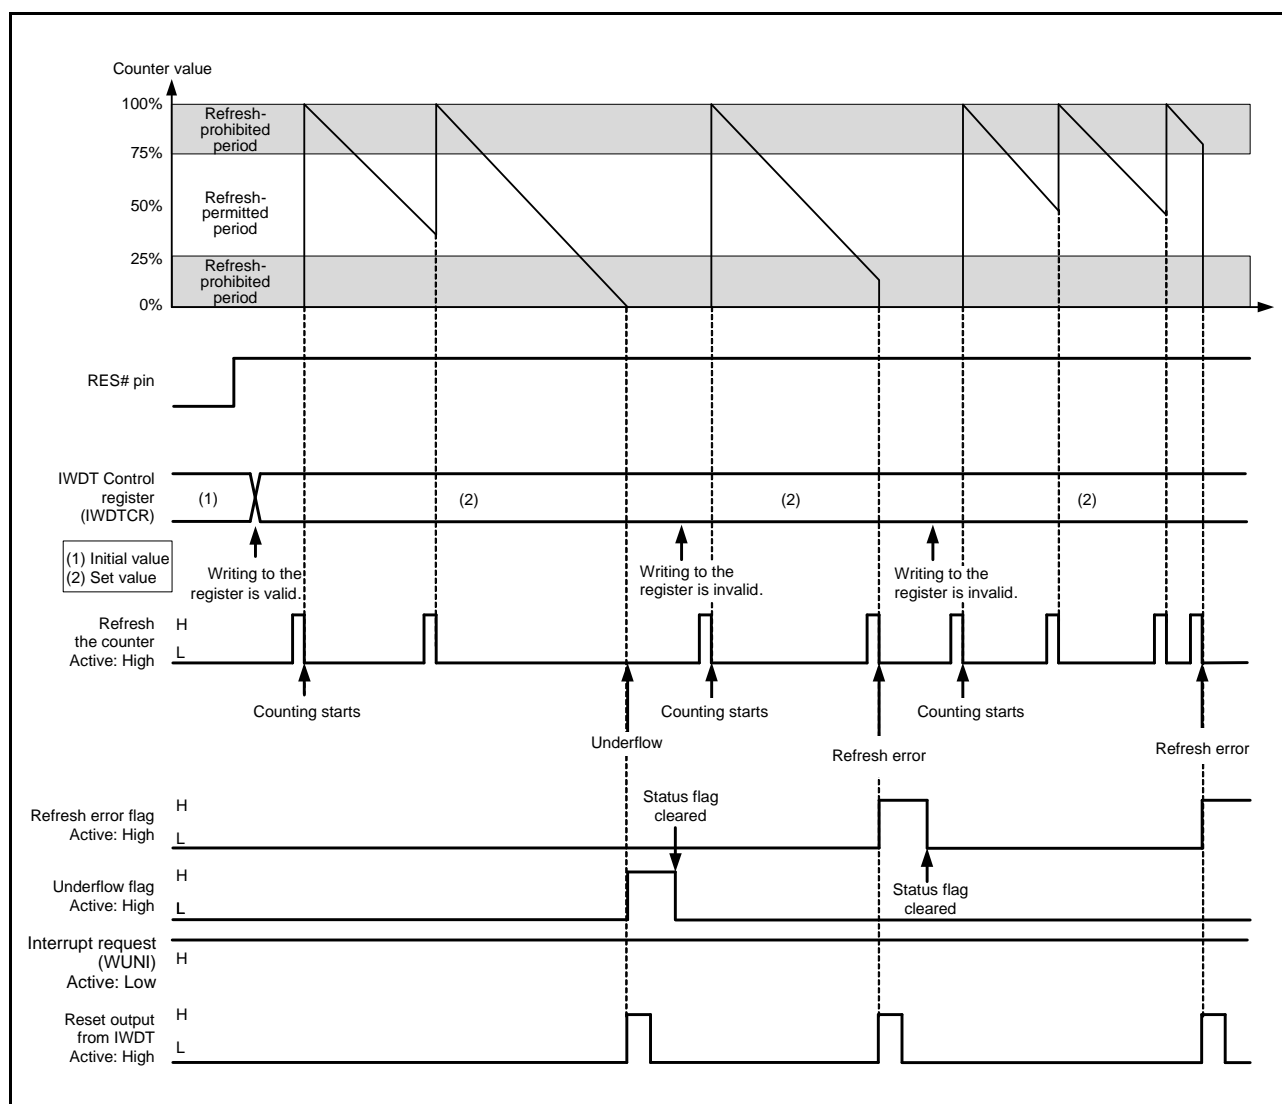 Counter value
100%
Refresh-
prohibited
period
75%
Refresh-
permitted
period
50%
25%
Refresh-
prohibited
period
0%
RES# pin
IWDT Control
register
(IWDTCR)
(1)
(2)
(2)
(2)
(1) Initial value
(2) Set value
Writing to the
register is valid.
Writing to the
register is invalid.
Writing to the
register is invalid.
Refresh
the counter
Active: High
H
L
Counting starts
Counting starts
Counting starts
Underflow
Refresh error
Refresh error
Refresh error flag
Active: High
H
L
Status flag
cleared
Underflow flag
Active: High
H
L
Status flag
cleared
Interrupt request
(WUNI)
Active: Low
H
Reset output
from IWDT
Active: High
H
L